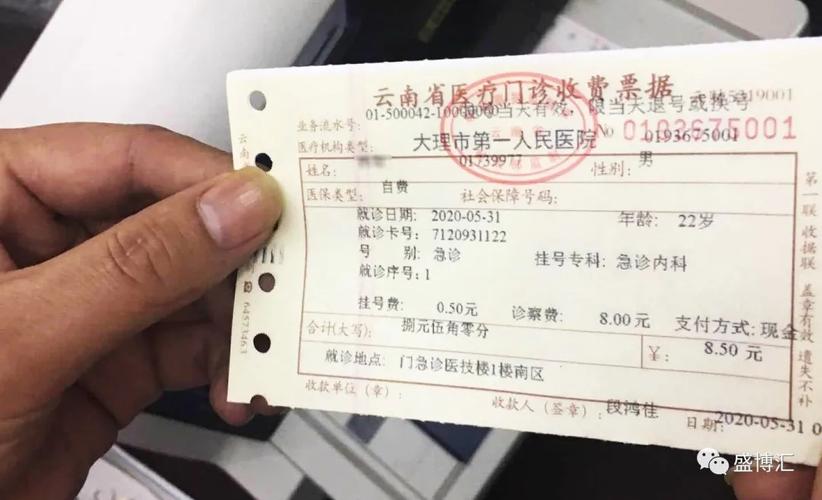 云南省医疗门诊收费票据
业务流水号: 01-500042-10000000 当天有效，限当天退号或换号
医疗机构类型: 大理市第一人民医院 № 0193675001
0193675001
姓名: 01739977 性别: 男
医保类型: 自费 社会保障号码:
就诊日期: 2020-05-31 年龄: 22岁
就诊卡号: 7120931122
号 别: 急诊 挂号专科: 急诊内科
就诊序号: 1
挂号费: 0.50元 诊察费: 8.00元 支付方式: 现金
合计(大写): 捌元伍角零分 ¥: 8.50 元
就诊地点: 门急诊医技楼1楼南区
收款单位（章）: 收款人（签章）: 段鸿佳 日期: 2020-05-31 0
第一联 收据联 盖章有效 遗失不补
云南
64573463
盛博汇